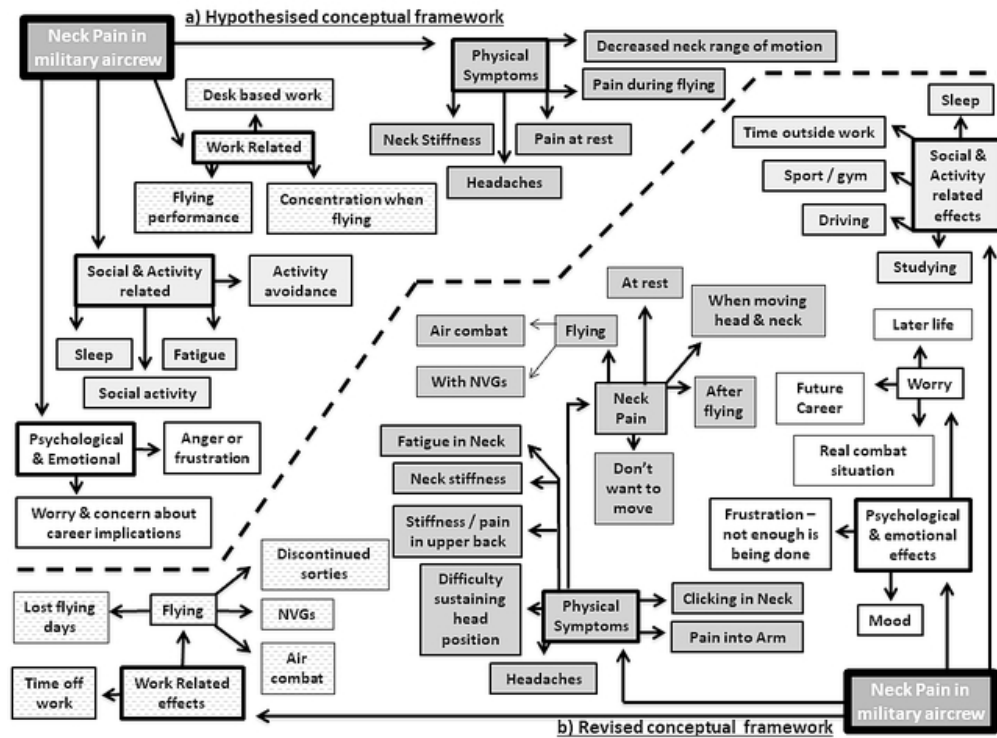 a) Hypothesised conceptual framework
Neck Pain in
military aircrew
Physical
Symptoms
Decreased neck range of motion
Pain during flying
Neck Stiffness
Pain at rest
Headaches
Desk based work
Work Related
Flying
performance
Concentration when
flying
Social & Activity
related
Activity
avoidance
Sleep
Fatigue
Social activity
Psychological
& Emotional
Anger or
frustration
Worry & concern about
career implications
Sleep
Time outside work
Social &
Activity
related
effects
Sport / gym
Driving
Studying
At rest
When moving
head & neck
Air combat
Flying
With NVGs
Neck
Pain
After
flying
Don't
want to
move
Later life
Future
Career
Worry
Real combat
situation
Fatigue in Neck
Neck stiffness
Stiffness / pain
in upper back
Difficulty
sustaining
head
position
Physical
Symptoms
Clicking in Neck
Pain into Arm
Headaches
Frustration –
not enough is
being done
Psychological
& emotional
effects
Mood
Discontinued
sorties
Lost flying
days
Flying
NVGs
Air
combat
Time off
work
Work Related
effects
Neck Pain in
military aircrew
b) Revised conceptual framework